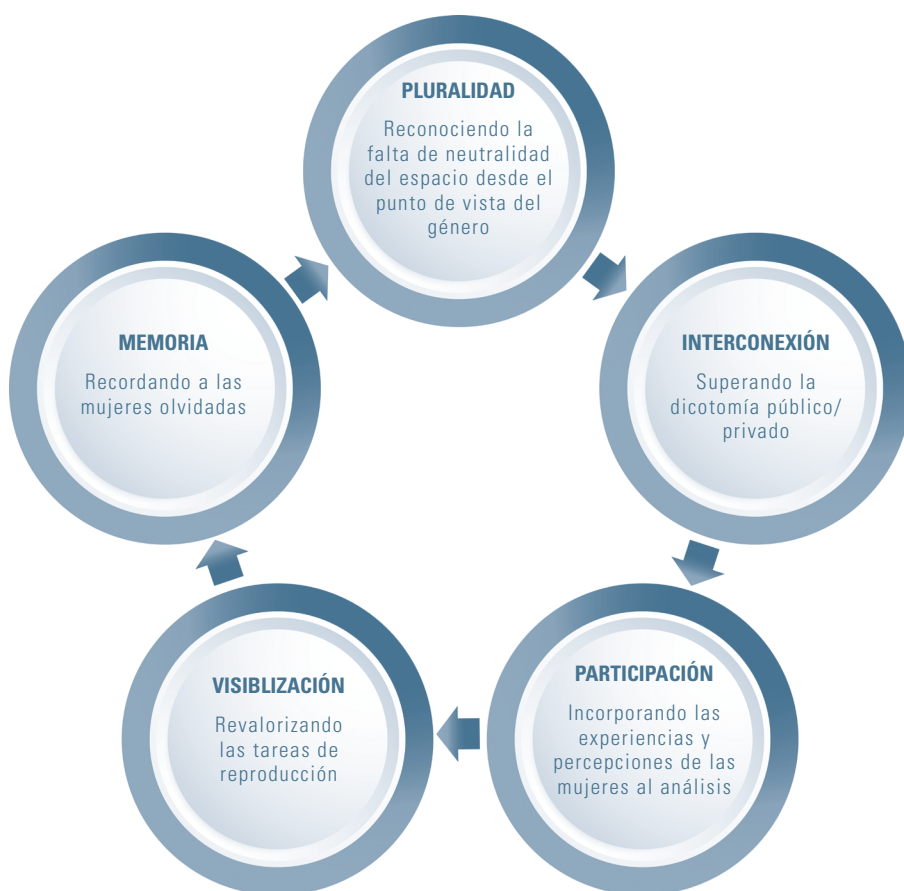 PLURALIDAD
Reconociendo la
falta de neutralidad
del espacio desde el
punto de vista del
género
INTERCONEXIÓN
Superando la
dicotomía público/
privado
PARTICIPACIÓN
Incorporando las
experiencias y
percepciones de las
mujeres al análisis
VISIBLIZACIÓN
Revalorizando
las tareas de
reproducción
MEMORIA
Recordando a las
mujeres olvidadas